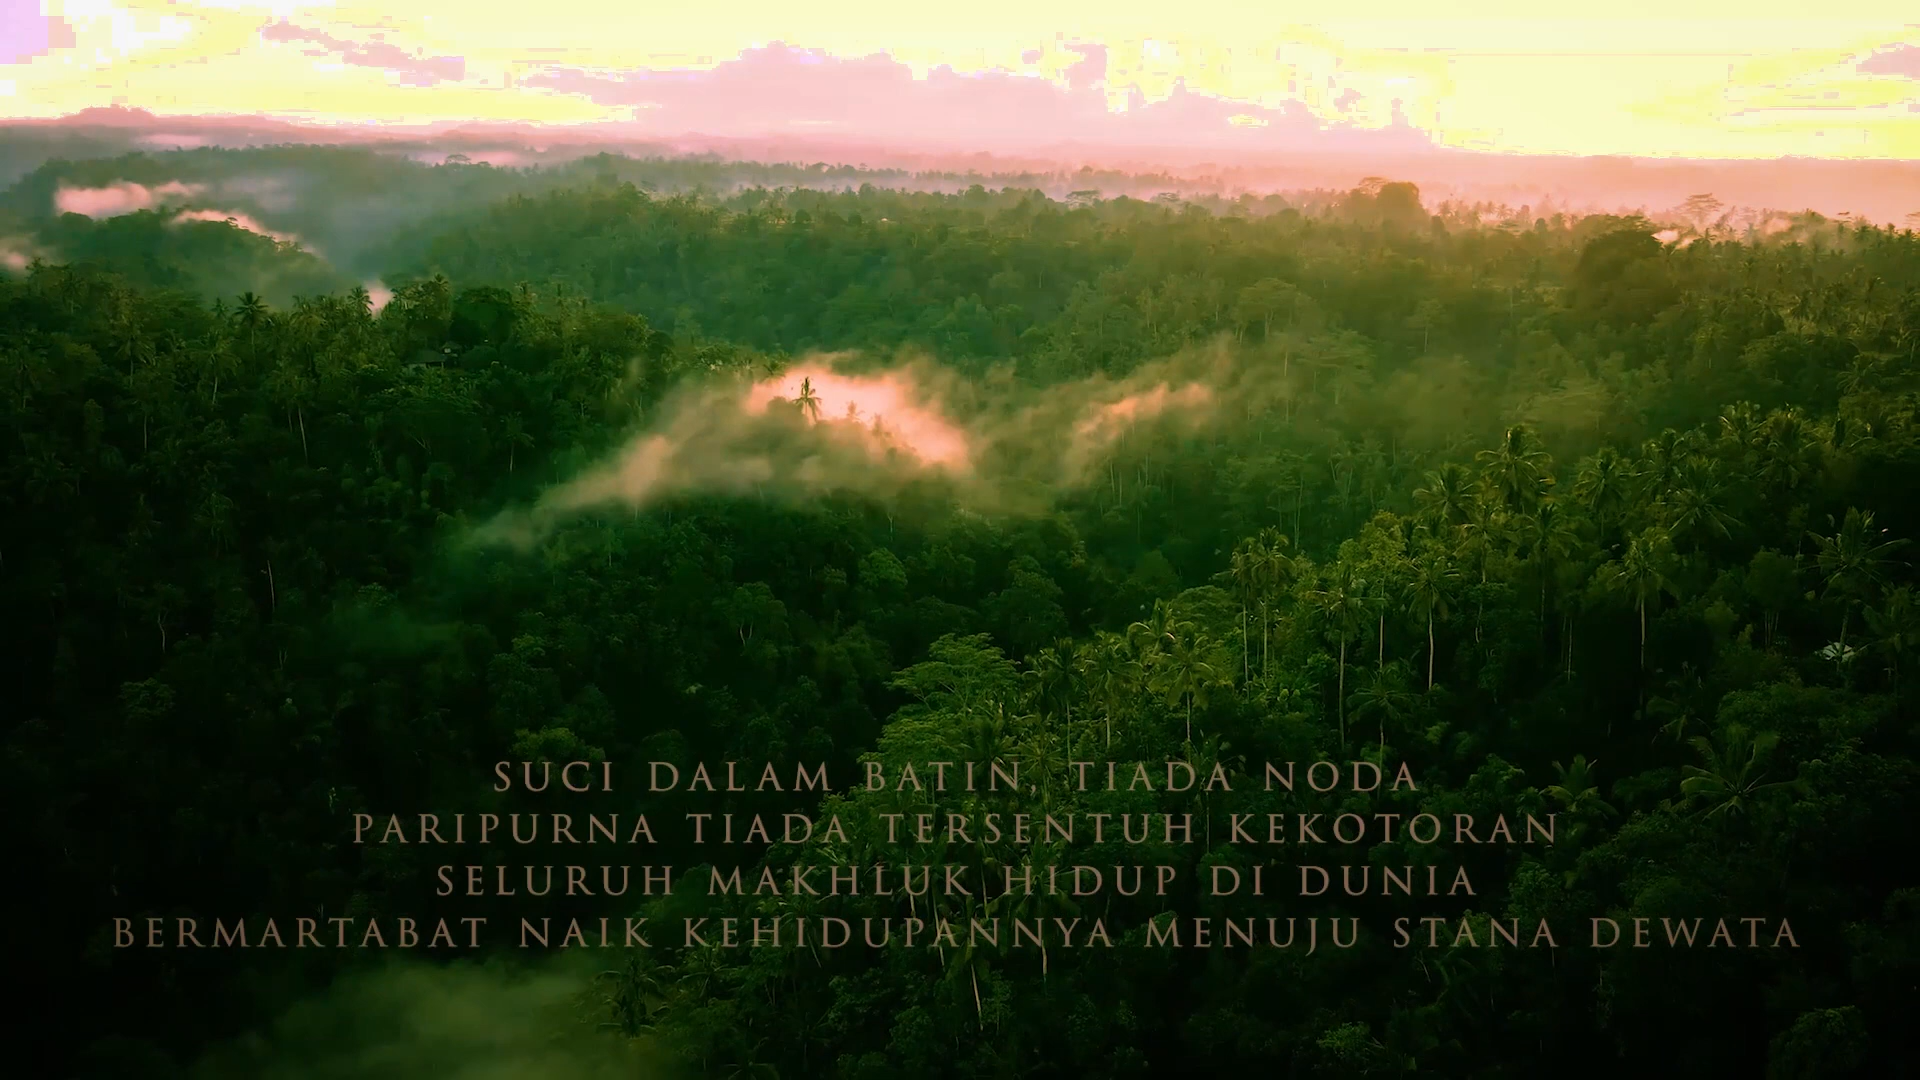 SUCI DALAM BATIN, TIADA NODA
PARIPURNA TIADA TERSENTUH KEKOTORAN
SELURUH MAKHLUK HIDUP DI DUNIA
BERMARTABAT NAIK KEHIDUPANNYA MENUJU STANA DEWATA